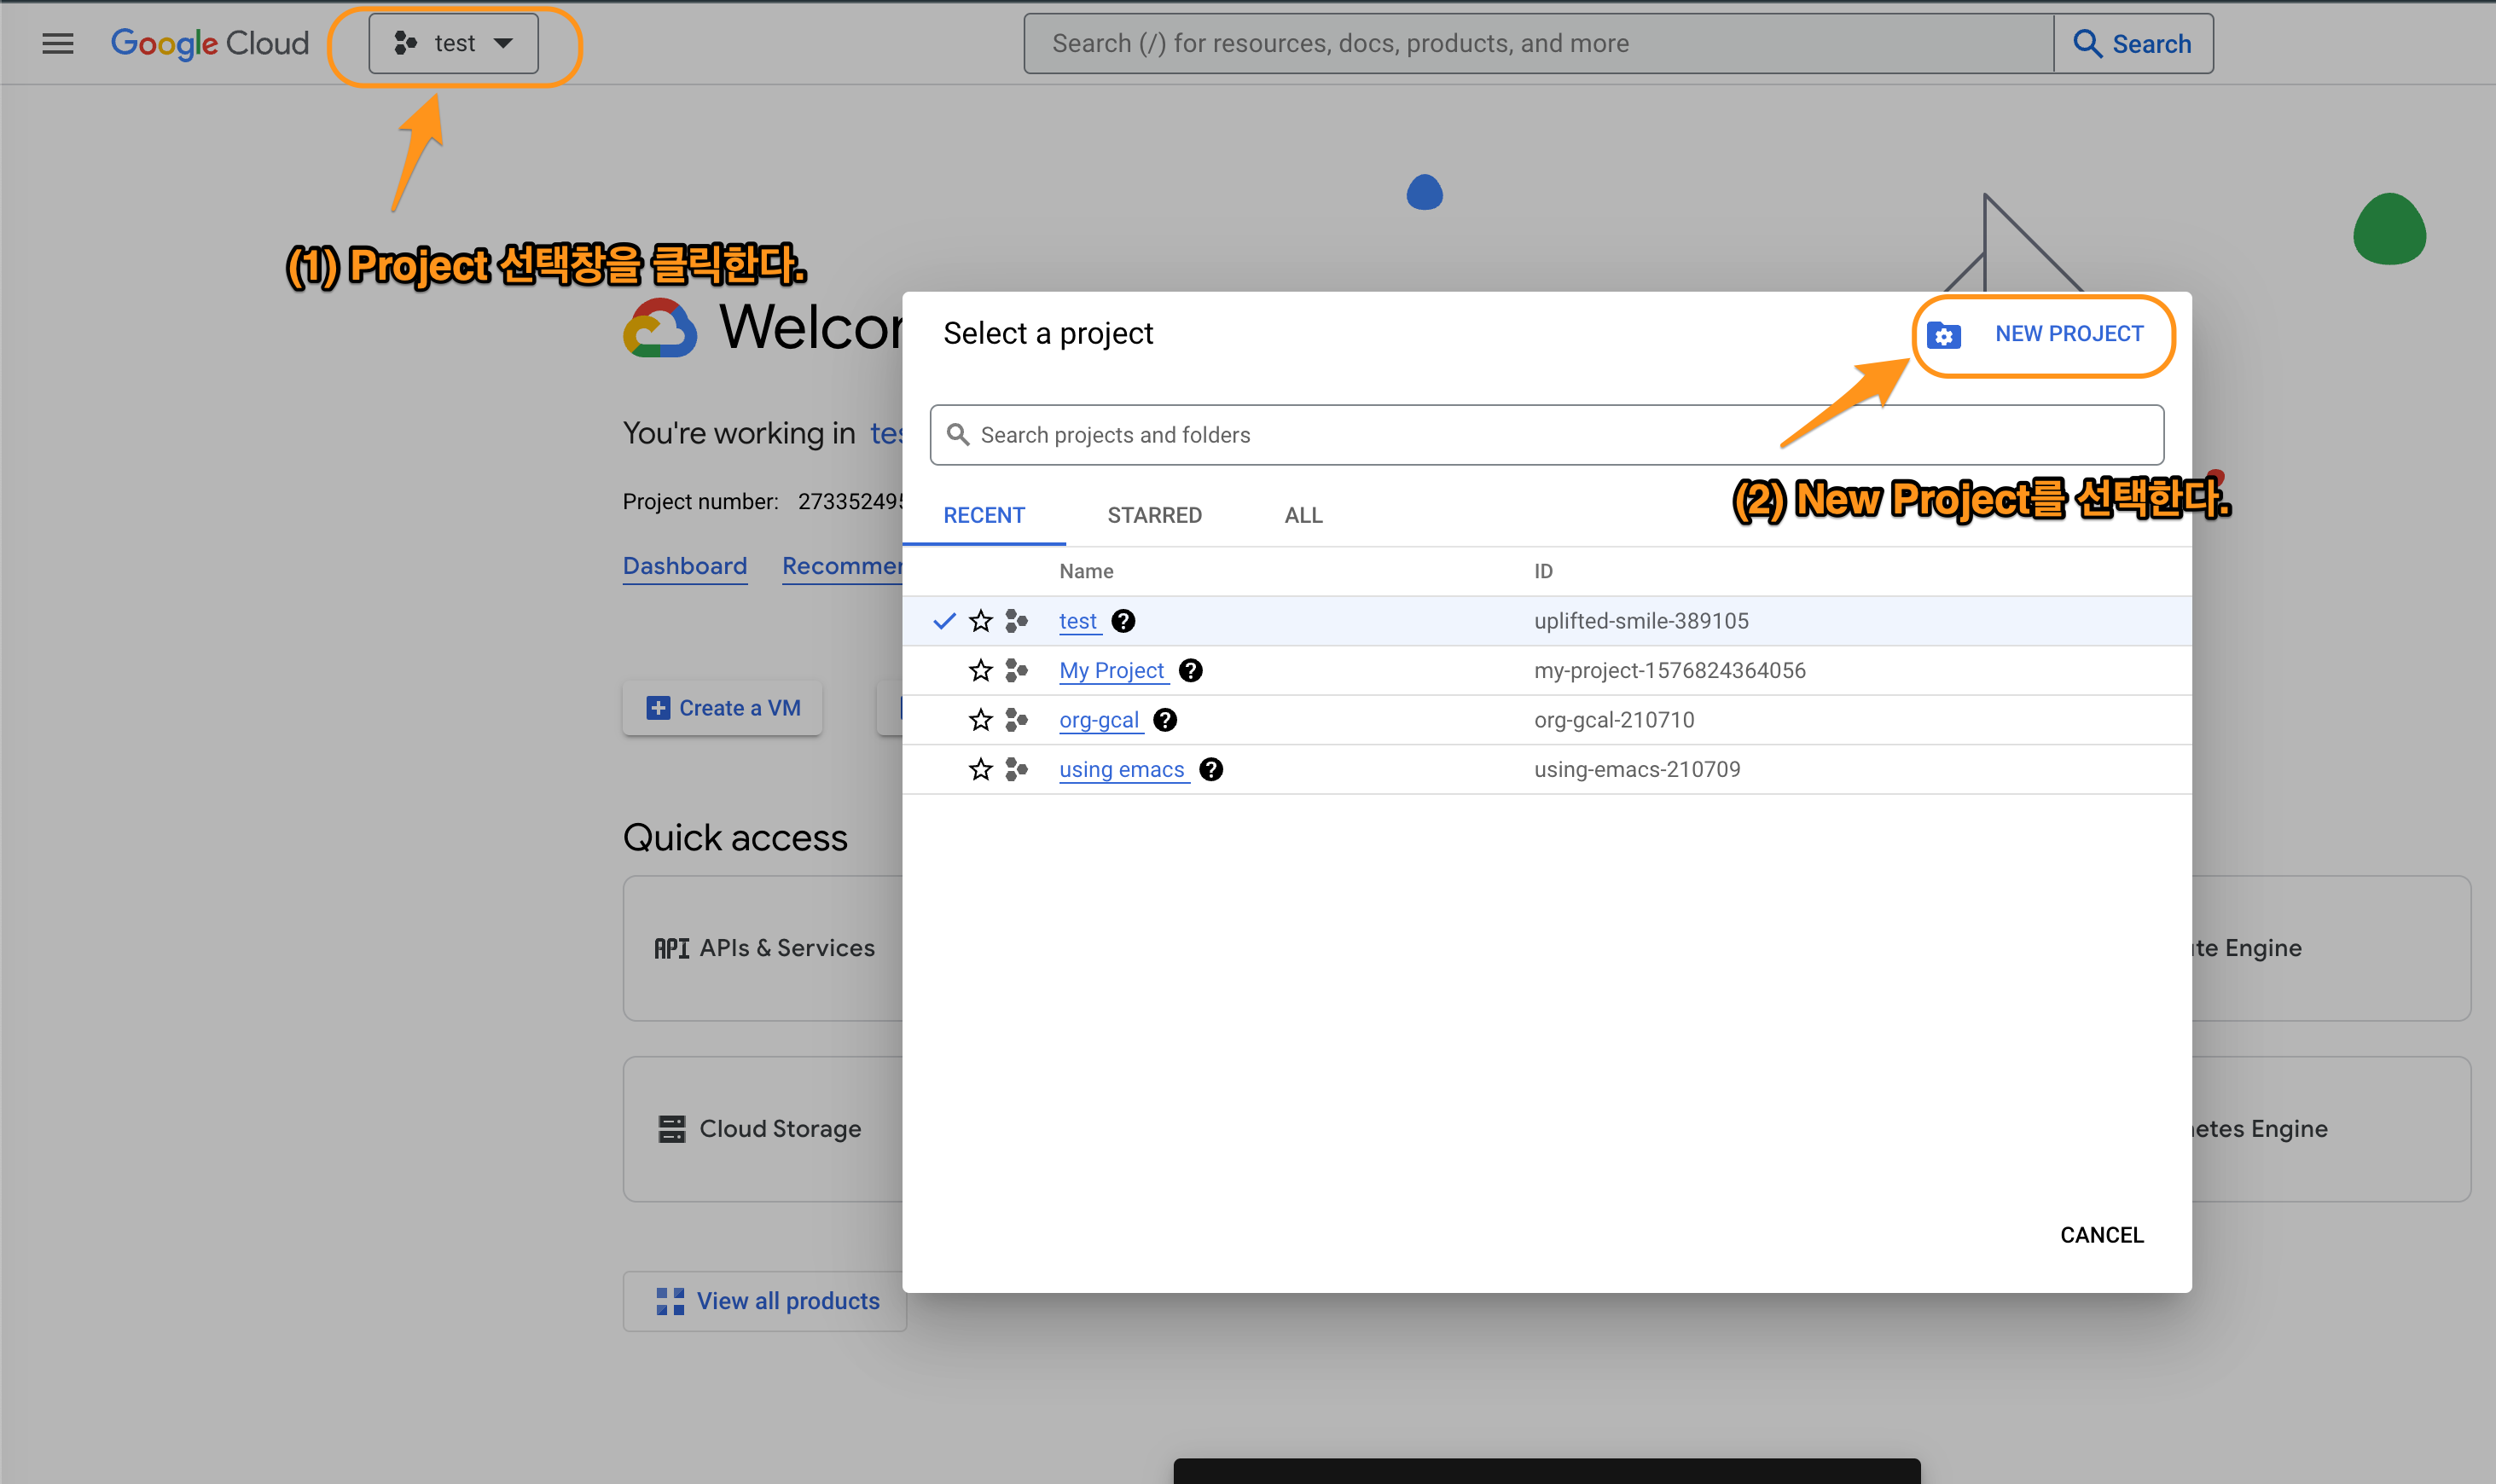 Google Cloud
test
Search (/) for resources, docs, products, and more
Search
(1) Project 선택창을 클릭한다.
Welcor
Select a project
NEW PROJECT
You're working in
Search projects and folders
(2) New Project를 선택한다.
Project number: 27335249
RECENT
STARRED
ALL
Dashboard
Recommen
Name
ID
test
uplifted-smile-389105
My Project
my-project-1576824364056
org-gcal
org-gcal-210710
using emacs
using-emacs-210709
Create a VM
Quick access
API APIs & Services
te Engine
Cloud Storage
etes Engine
CANCEL
View all products